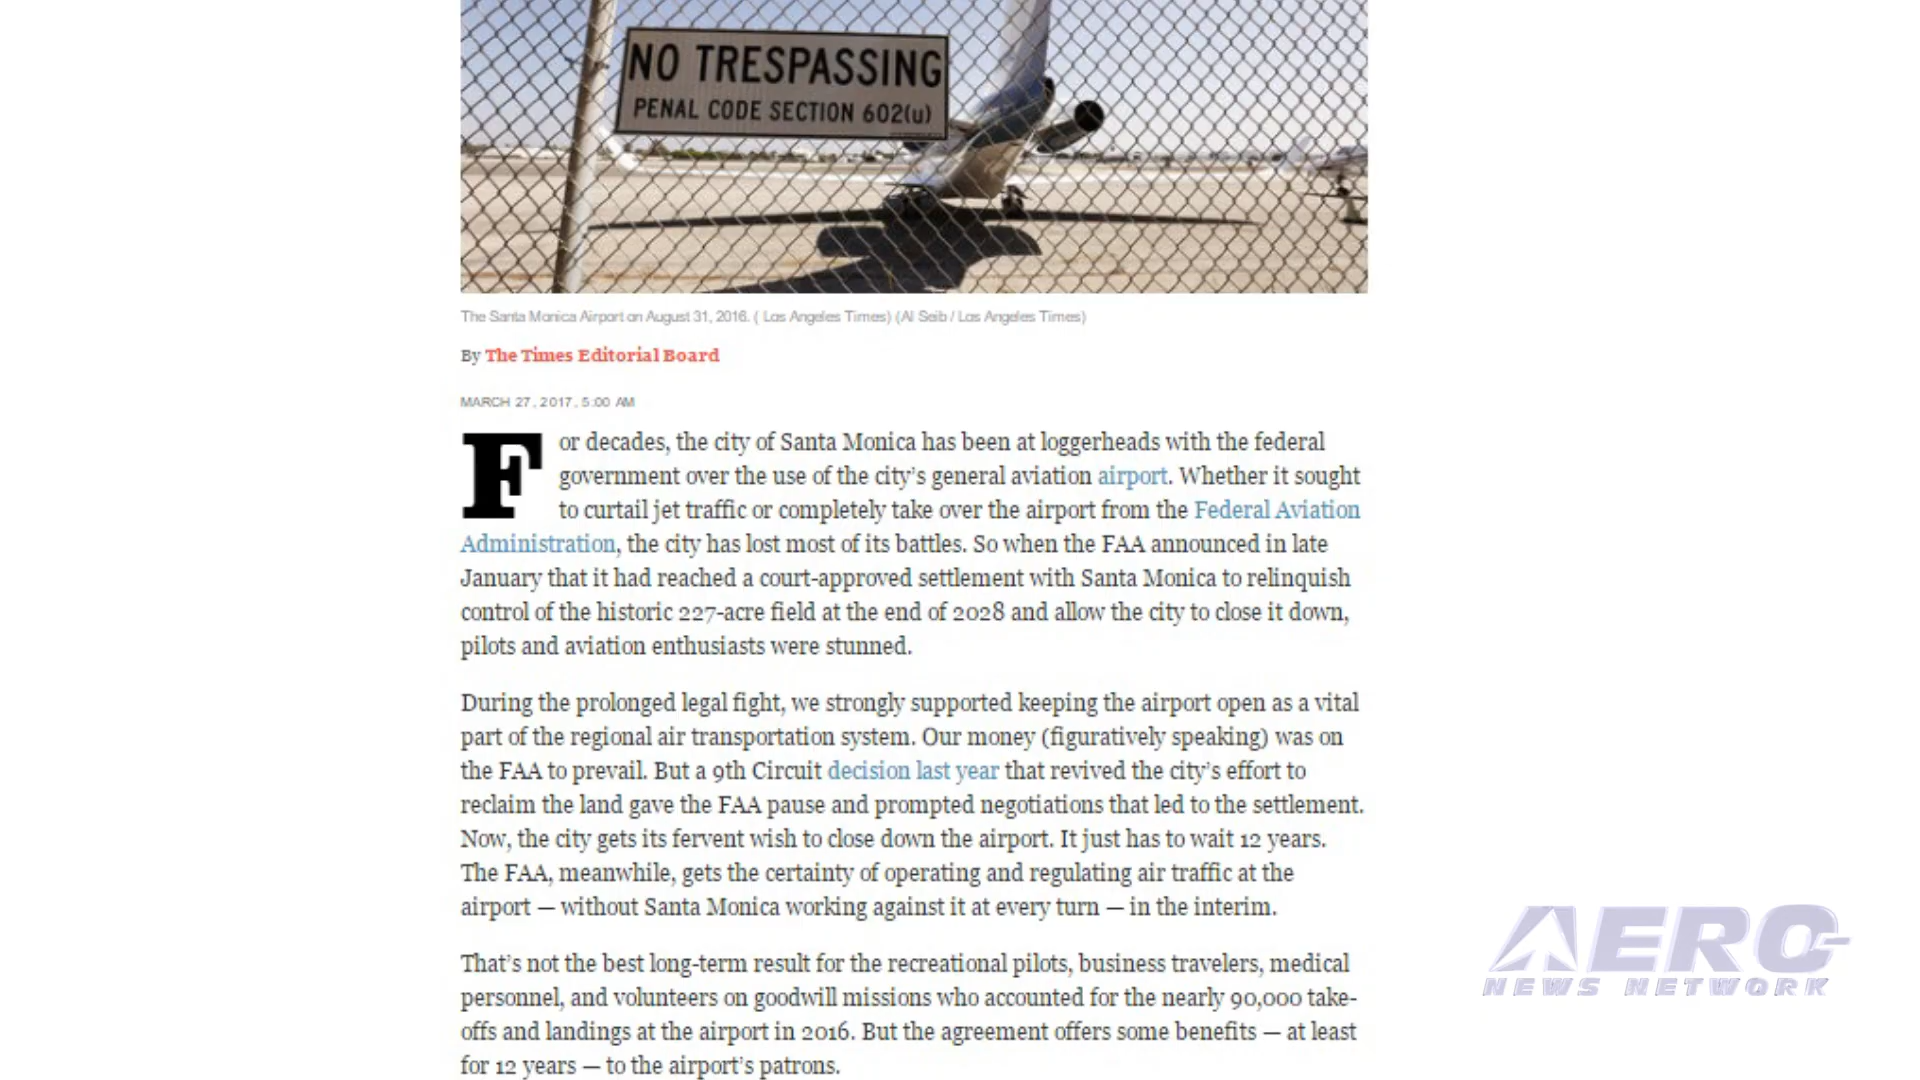 NO TRESPASSING
PENAL CODE SECTION 602(u)
The Santa Monica Airport on August 31, 2016. ( Los Angeles Times) (Al Seib / Los Angeles Times)
By The Times Editorial Board
MARCH 27, 2017, 5:00 AM
For decades, the city of Santa Monica has been at loggerheads with the federal
government over the use of the city’s general aviation airport. Whether it sought
to curtail jet traffic or completely take over the airport from the Federal Aviation
Administration, the city has lost most of its battles. So when the FAA announced in late
January that it had reached a court-approved settlement with Santa Monica to relinquish
control of the historic 227-acre field at the end of 2028 and allow the city to close it down,
pilots and aviation enthusiasts were stunned.
During the prolonged legal fight, we strongly supported keeping the airport open as a vital
part of the regional air transportation system. Our money (figuratively speaking) was on
the FAA to prevail. But a 9th Circuit decision last year that revived the city’s effort to
reclaim the land gave the FAA pause and prompted negotiations that led to the settlement.
Now, the city gets its fervent wish to close down the airport. It just has to wait 12 years.
The FAA, meanwhile, gets the certainty of operating and regulating air traffic at the
airport — without Santa Monica working against it at every turn — in the interim.
That’s not the best long-term result for the recreational pilots, business travelers, medical
personnel, and volunteers on goodwill missions who accounted for the nearly 90,000 take-
offs and landings at the airport in 2016. But the agreement offers some benefits — at least
for 12 years — to the airport’s patrons.
AERO
NEWS NETWORK